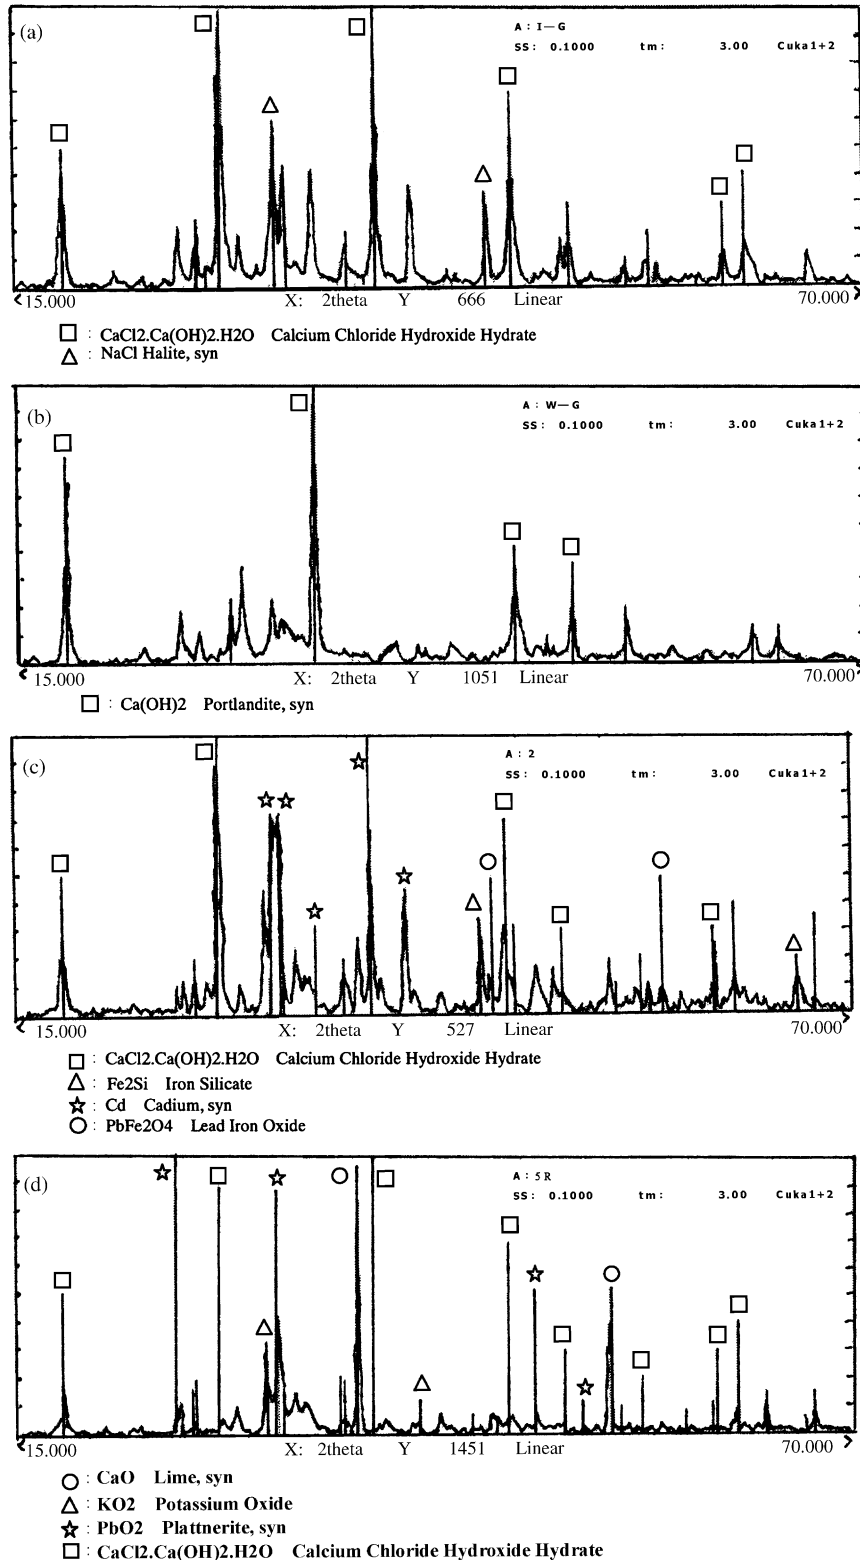 (a)
A : I—G
SS: 0.1000 tm: 3.00 Cuka1+2
15.000 X: 2theta Y 666 Linear 70.000
: CaCl2.Ca(OH)2.H2O Calcium Chloride Hydroxide Hydrate
: NaCl Halite, syn
(b)
A : W—G
SS: 0.1000 tm: 3.00 Cuka1+2
15.000 X: 2theta Y 1051 Linear 70.000
: Ca(OH)2 Portlandite, syn
(c)
A : 2
SS: 0.1000 tm: 3.00 Cuka1+2
15.000 X: 2theta Y 527 Linear 70.000
: CaCl2.Ca(OH)2.H2O Calcium Chloride Hydroxide Hydrate
: Fe2Si Iron Silicate
: Cd Cadium, syn
: PbFe2O4 Lead Iron Oxide
(d)
A : 5R
SS: 0.1000 tm: 3.00 Cuka1+2
15.000 X: 2theta Y 1451 Linear 70.000
: CaO Lime, syn
: KO2 Potassium Oxide
: PbO2 Plattnerite, syn
: CaCl2.Ca(OH)2.H2O Calcium Chloride Hydroxide Hydrate